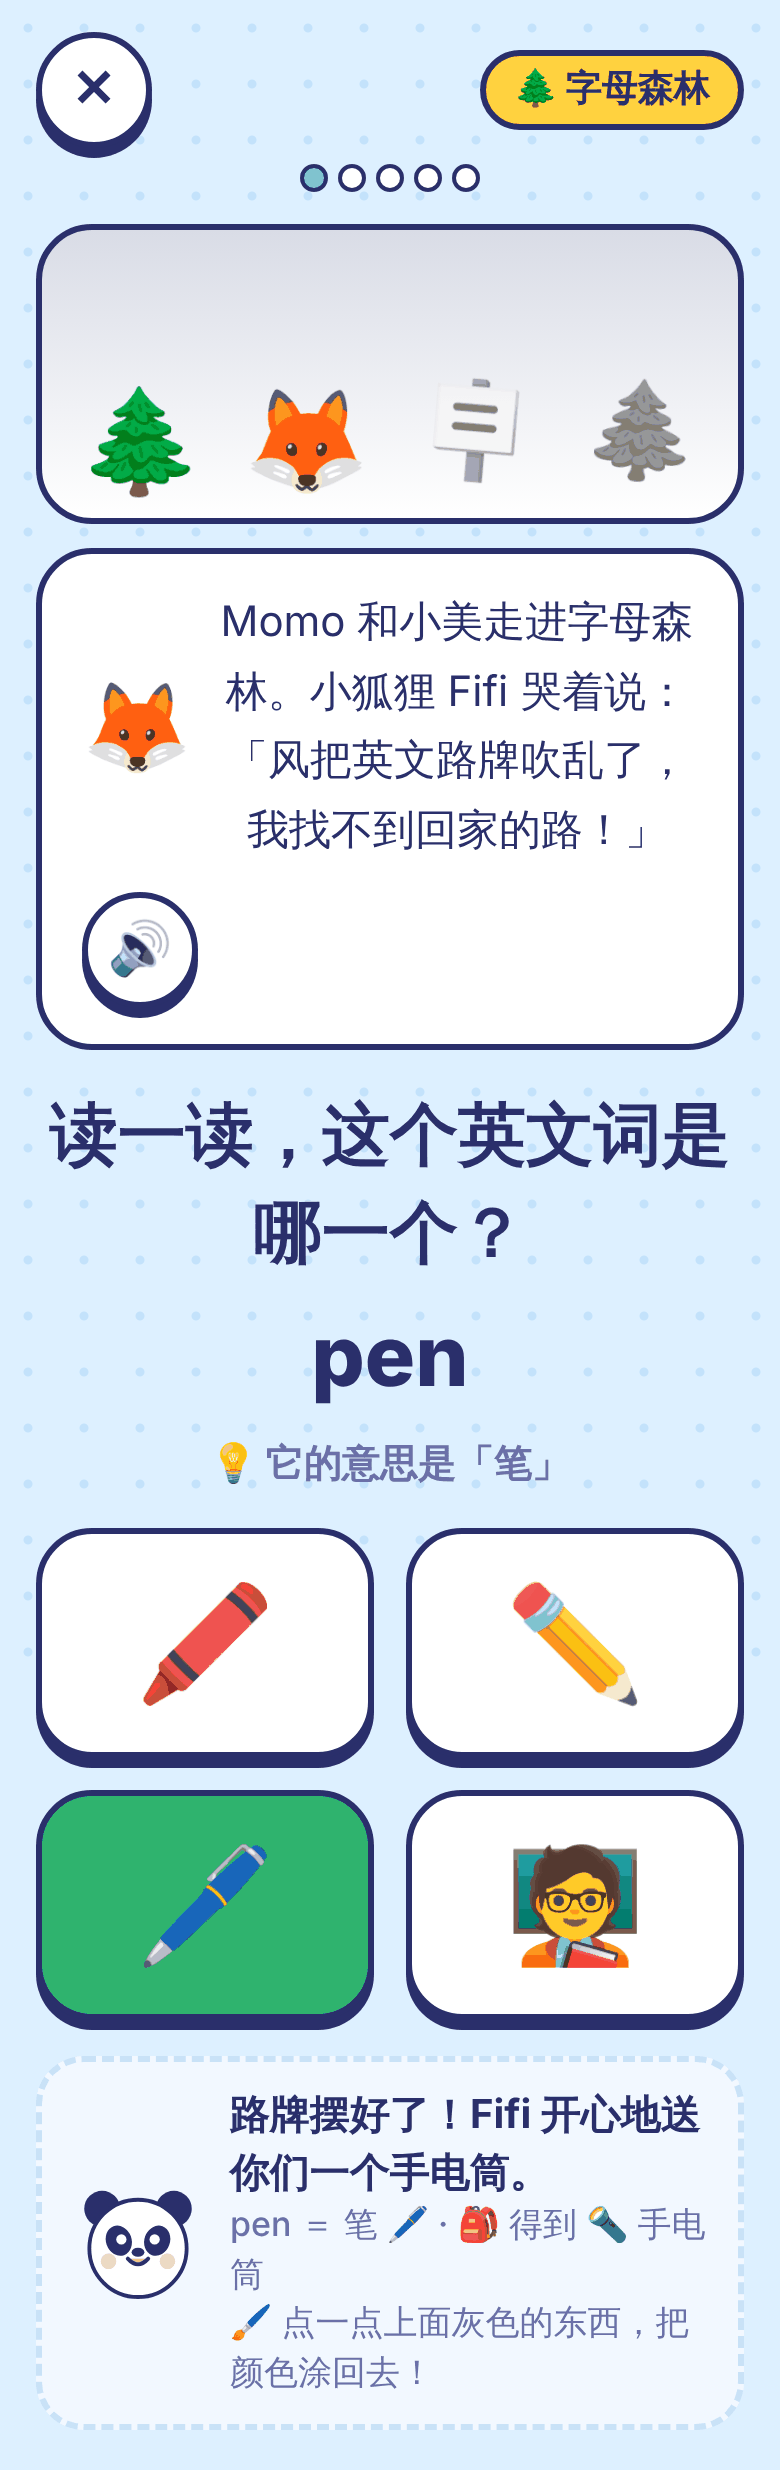 ✕
🌲 字母森林
Momo 和小美走进字母森
林。小狐狸 Fifi 哭着说：
「风把英文路牌吹乱了，
我找不到回家的路！」
读一读，这个英文词是
哪一个？
pen
💡 它的意思是「笔」
路牌摆好了！Fifi 开心地送
你们一个手电筒。
pen ＝ 笔 🖊️ · 🎒 得到 🔦 手电
筒
🖌️ 点一点上面灰色的东西，把
颜色涂回去！